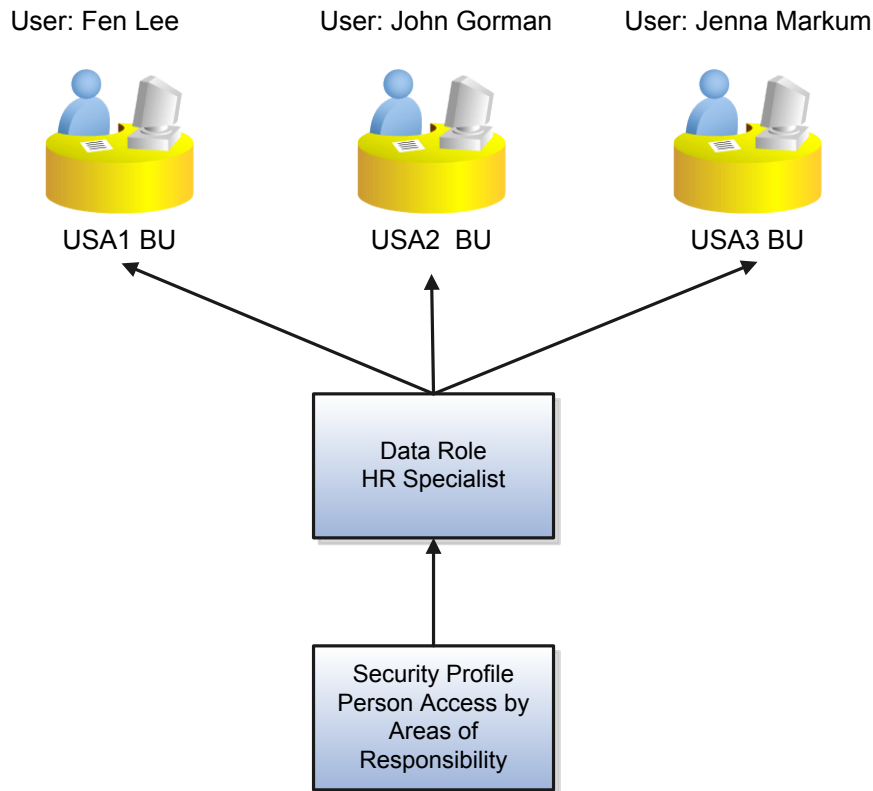 User: Fen Lee
User: John Gorman
User: Jenna Markum
USA1 BU
USA2 BU
USA3 BU
Data Role
HR Specialist
Security Profile
Person Access by
Areas of
Responsibility